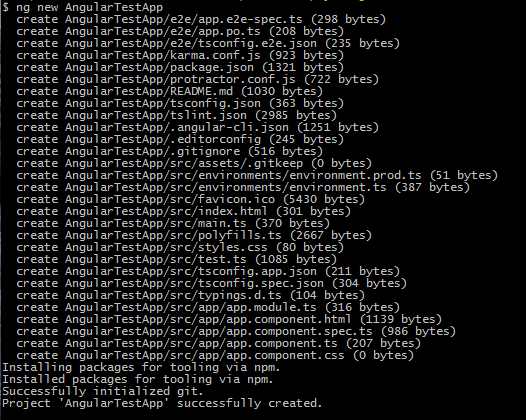 $ ng new AngularTestApp
create AngularTestApp/e2e/app.e2e-spec.ts (298 bytes)
create AngularTestApp/e2e/app.po.ts (208 bytes)
create AngularTestApp/e2e/tsconfig.e2e.json (235 bytes)
create AngularTestApp/karma.conf.js (923 bytes)
create AngularTestApp/package.json (1321 bytes)
create AngularTestApp/protractor.conf.js (722 bytes)
create AngularTestApp/README.md (1030 bytes)
create AngularTestApp/tsconfig.json (363 bytes)
create AngularTestApp/tslint.json (2985 bytes)
create AngularTestApp/.angular-cli.json (1251 bytes)
create AngularTestApp/.editorconfig (245 bytes)
create AngularTestApp/.gitignore (516 bytes)
create AngularTestApp/src/assets/.gitkeep (0 bytes)
create AngularTestApp/src/environments/environment.prod.ts (51 bytes)
create AngularTestApp/src/environments/environment.ts (387 bytes)
create AngularTestApp/src/favicon.ico (5430 bytes)
create AngularTestApp/src/index.html (301 bytes)
create AngularTestApp/src/main.ts (370 bytes)
create AngularTestApp/src/polyfills.ts (2667 bytes)
create AngularTestApp/src/styles.css (80 bytes)
create AngularTestApp/src/test.ts (1085 bytes)
create AngularTestApp/src/tsconfig.app.json (211 bytes)
create AngularTestApp/src/tsconfig.spec.json (304 bytes)
create AngularTestApp/src/typings.d.ts (104 bytes)
create AngularTestApp/src/app/app.module.ts (316 bytes)
create AngularTestApp/src/app/app.component.html (1139 bytes)
create AngularTestApp/src/app/app.component.spec.ts (986 bytes)
create AngularTestApp/src/app/app.component.ts (207 bytes)
create AngularTestApp/src/app/app.component.css (0 bytes)
Installing packages for tooling via npm.
Installed packages for tooling via npm.
Successfully initialized git.
Project 'AngularTestApp' successfully created.